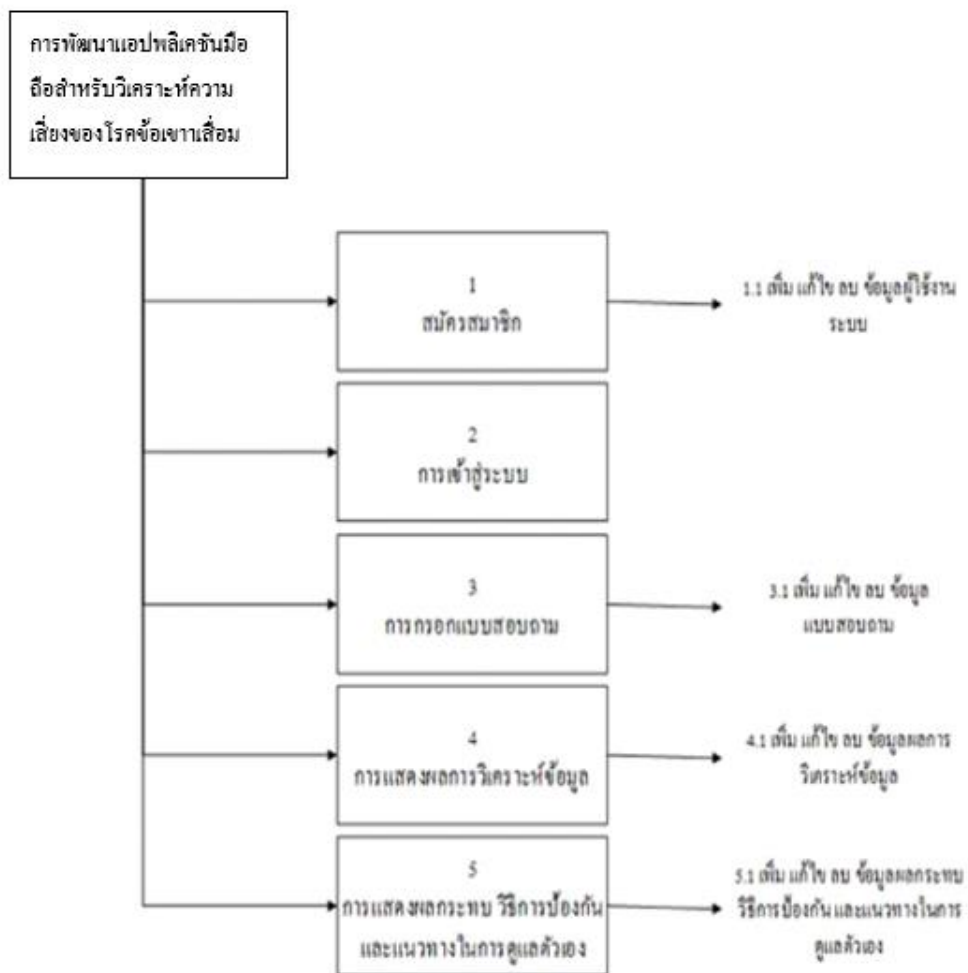 การพัฒนาแอปพลิเคชันมือ
ถือสำหรับวิเคราะห์ความ
เสี่ยงของโรคข้อเขาเสื่อม
1
สมัครสมาชิก
1.1 เพิ่ม แก้ไข ลบ ข้อมูลผู้ใช้งาน
ระบบ
2
การเข้าสู่ระบบ
3
การกรอกแบบสอบถาม
3.1 เพิ่ม แก้ไข ลบ ข้อมูล
แบบสอบถาม
4
การแสดงผลการวิเคราะห์ข้อมูล
4.1 เพิ่ม แก้ไข ลบ ข้อมูลผลการ
วิเคราะห์ข้อมูล
5
การแสดงผลกระทบ วิธีการป้องกัน
และแนวทางในการดูแลตัวเอง
5.1 เพิ่ม แก้ไข ลบ ข้อมูลผลกระทบ
วิธีการป้องกัน และแนวทางในการ
ดูแลตัวเอง